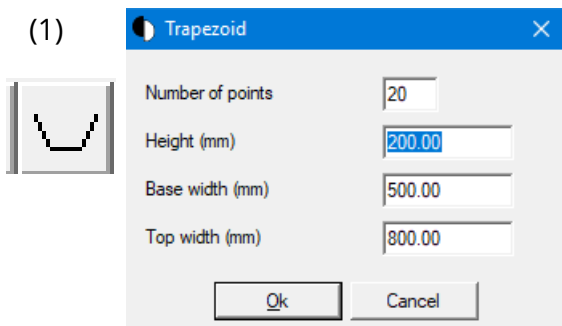 (1)
Trapezoid
Number of points 20
Height (mm) 200.00
Base width (mm) 500.00
Top width (mm) 800.00
Ok Cancel